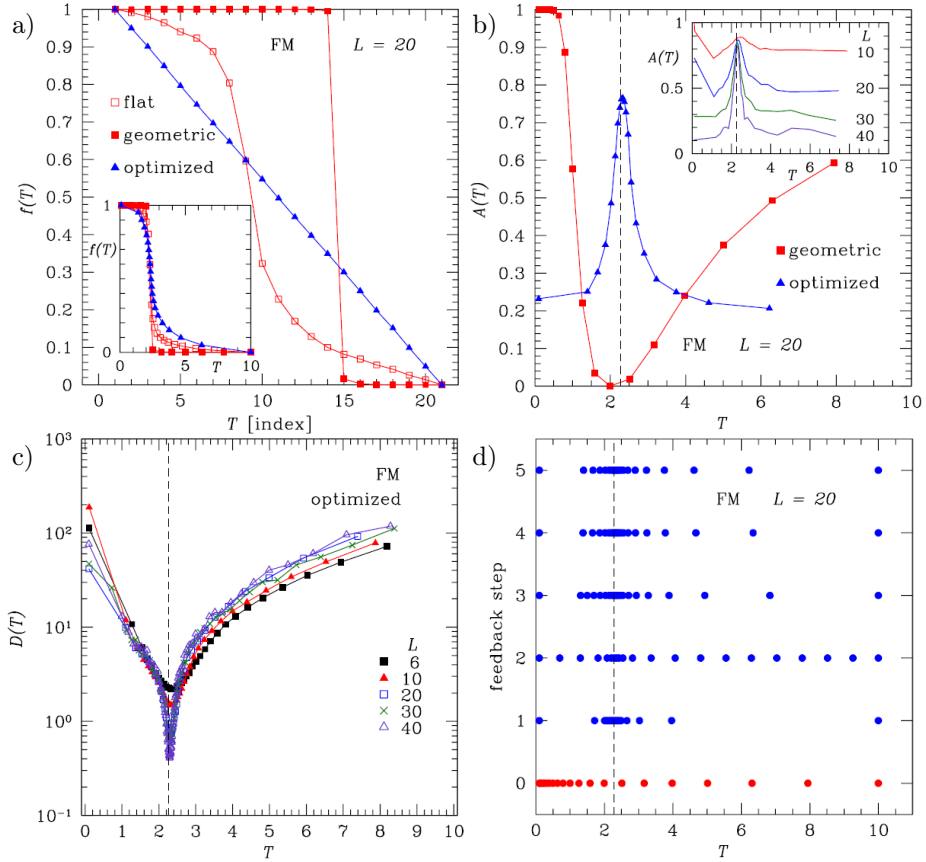 a)
FM L = 20
flat
geometric
optimized
f(T)
1
0.9
0.8
0.7
0.6
0.5
0.4
0.3
0.2
0.1
0
0 5 10 15 20
T [index]
1
f(T)
0
0 5 10
T
b)
A(T)
1
0.9
0.8
0.7
0.6
0.5
0.4
0.3
0.2
0.1
0
0 2 4 6 8 10
T
geometric
optimized
FM L = 20
1
A(T)
0.5
0
0 2 4 6 8 10
T
L
10
20
30
40
c)
FM
optimized
D(T)
10³
10²
10¹
10⁰
10⁻¹
0 1 2 3 4 5 6 7 8 9 10
T
L
6
10
20
30
40
d)
FM L = 20
feedback step
5
4
3
2
1
0
0 2 4 6 8 10
T